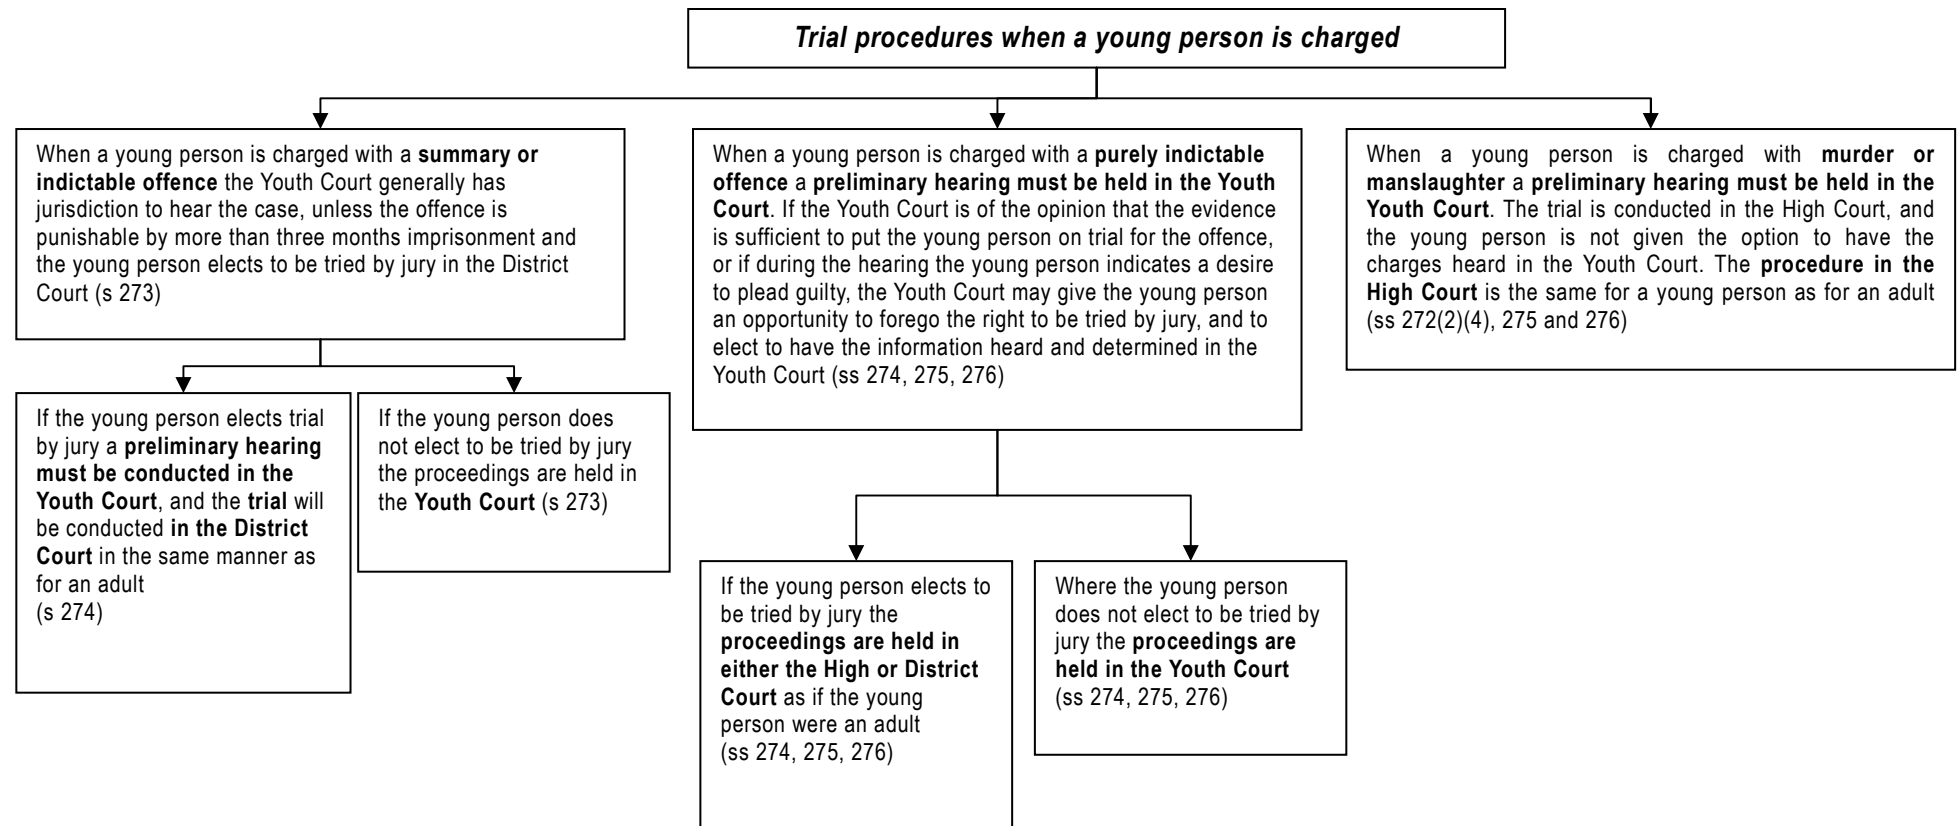 Trial procedures when a young person is charged
When a young person is charged with a summary or
indictable offence the Youth Court generally has
jurisdiction to hear the case, unless the offence is
punishable by more than three months imprisonment and
the young person elects to be tried by jury in the District
Court (s 273)
When a young person is charged with a purely indictable
offence a preliminary hearing must be held in the Youth
Court. If the Youth Court is of the opinion that the evidence
is sufficient to put the young person on trial for the offence,
or if during the hearing the young person indicates a desire
to plead guilty, the Youth Court may give the young person
an opportunity to forego the right to be tried by jury, and to
elect to have the information heard and determined in the
Youth Court (ss 274, 275, 276)
When a young person is charged with murder or
manslaughter a preliminary hearing must be held in the
Youth Court. The trial is conducted in the High Court, and
the young person is not given the option to have the
charges heard in the Youth Court. The procedure in the
High Court is the same for a young person as for an adult
(ss 272(2)(4), 275 and 276)
If the young person elects trial
by jury a preliminary hearing
must be conducted in the
Youth Court, and the trial will
be conducted in the District
Court in the same manner as
for an adult
(s 274)
If the young person does
not elect to be tried by jury
the proceedings are held in
the Youth Court (s 273)
If the young person elects to
be tried by jury the
proceedings are held in
either the High or District
Court as if the young
person were an adult
(ss 274, 275, 276)
Where the young person
does not elect to be tried by
jury the proceedings are
held in the Youth Court
(ss 274, 275, 276)